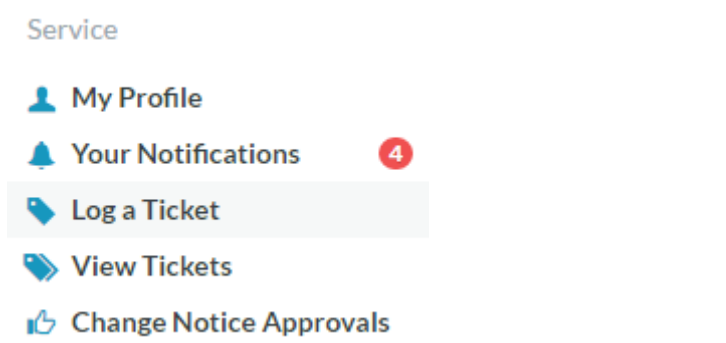 Service
My Profile
Your Notifications 4
Log a Ticket
View Tickets
Change Notice Approvals